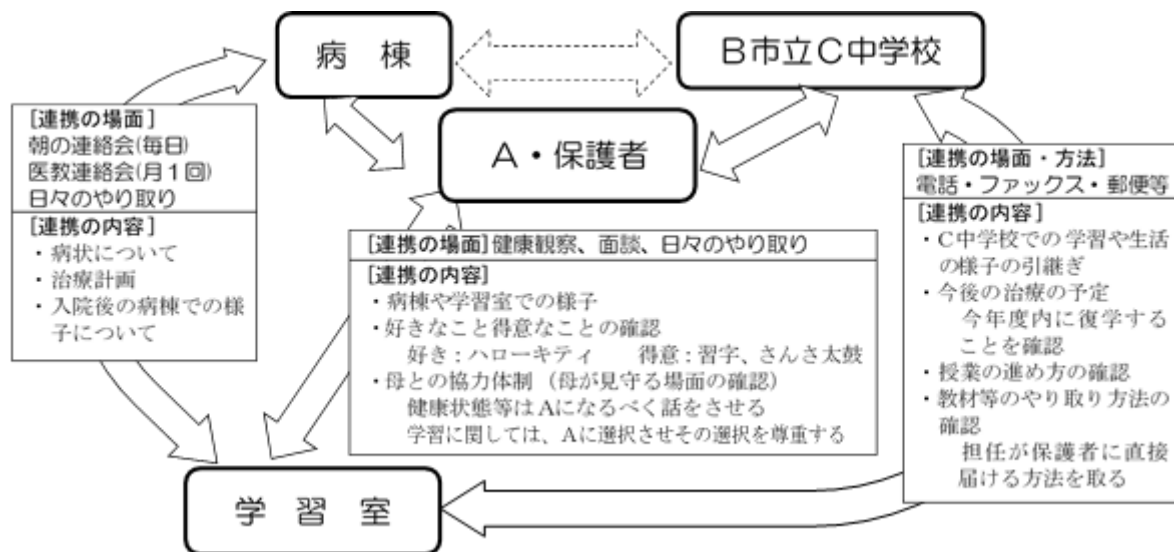 病 棟
B市立C中学校
A・保護者
[連携の場面]
朝の連絡会(毎日)
医教連絡会(月1回)
日々のやり取り
[連携の内容]
・病状について
・治療計画
・入院後の病棟での様
子について
[連携の場面]健康観察、面談、日々のやり取り
[連携の内容]
・病棟や学習室での様子
・好きなこと得意なことの確認
好き:ハローキティ 得意:習字、さんさ太鼓
・母との協力体制(母が見守る場面の確認)
健康状態等はAになるべく話をさせる
学習に関しては、Aに選択させその選択を尊重する
[連携の場面・方法]
電話・ファックス・郵便等
[連携の内容]
・C中学校での学習や生活
の様子の引継ぎ
・今後の治療の予定
今年度内に復学する
ことを確認
・授業の進め方の確認
・教材等のやり取り方法の
確認
担任が保護者に直接
届ける方法を取る
学 習 室